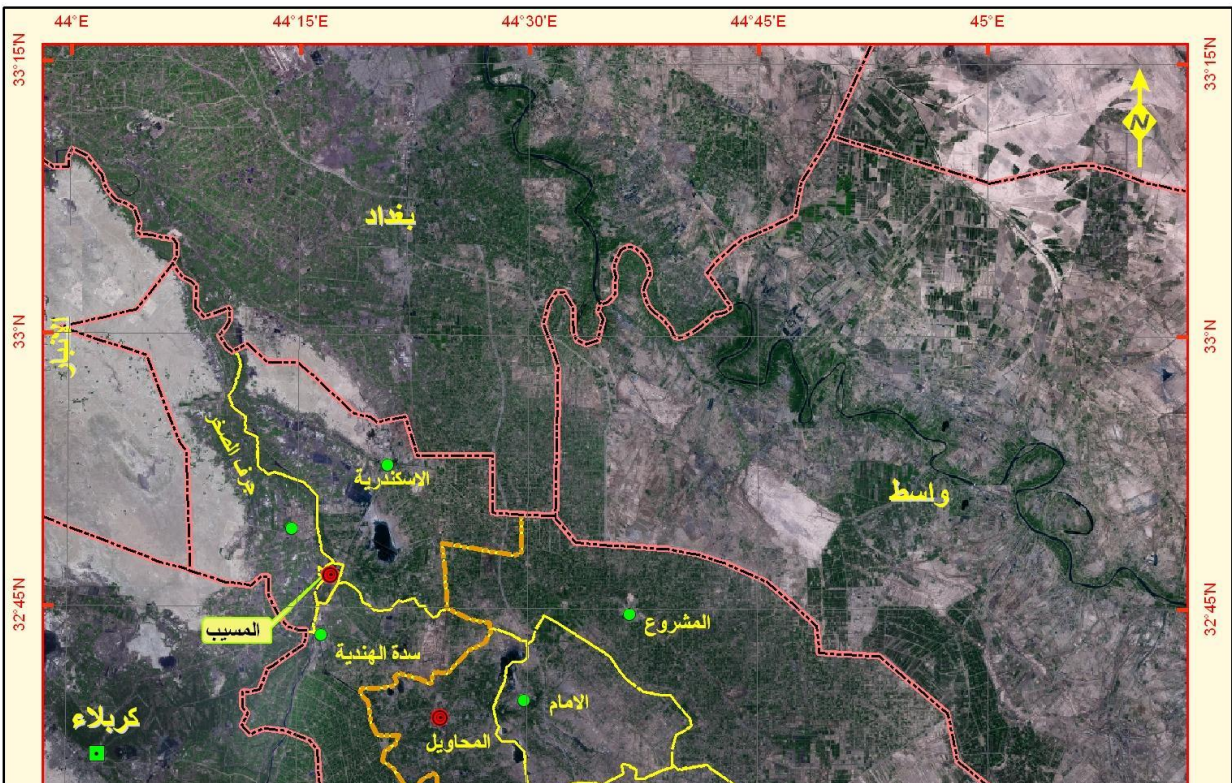 44°E
44°15'E
44°30'E
44°45'E
45°E
33°15'N
33°15'N
N
بغداد
الانبار
33°N
33°N
جرف الصخر
الاسكندرية
واسط
32°45'N
32°45'N
المسيب
المشروع
سدة الهندية
الامام
كربلاء
المحاويل